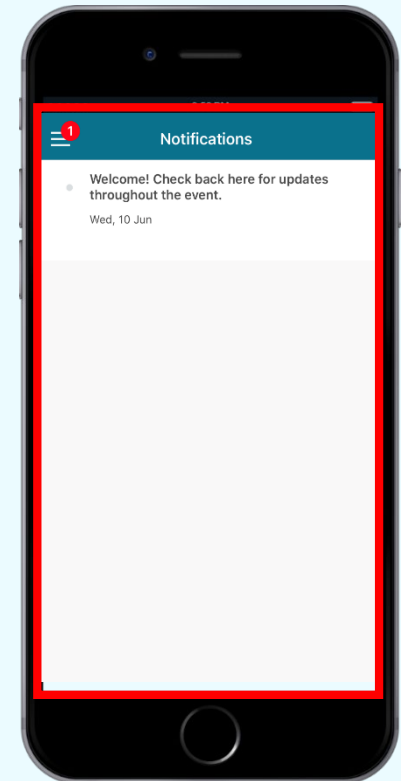 1
Notifications
Welcome! Check back here for updates
throughout the event.
Wed, 10 Jun